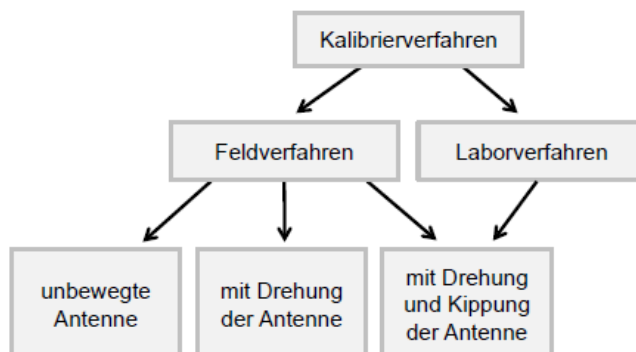 Kalibrierverfahren
Feldverfahren
Laborverfahren
unbewegte
Antenne
mit Drehung
der Antenne
mit Drehung
und Kippung
der Antenne